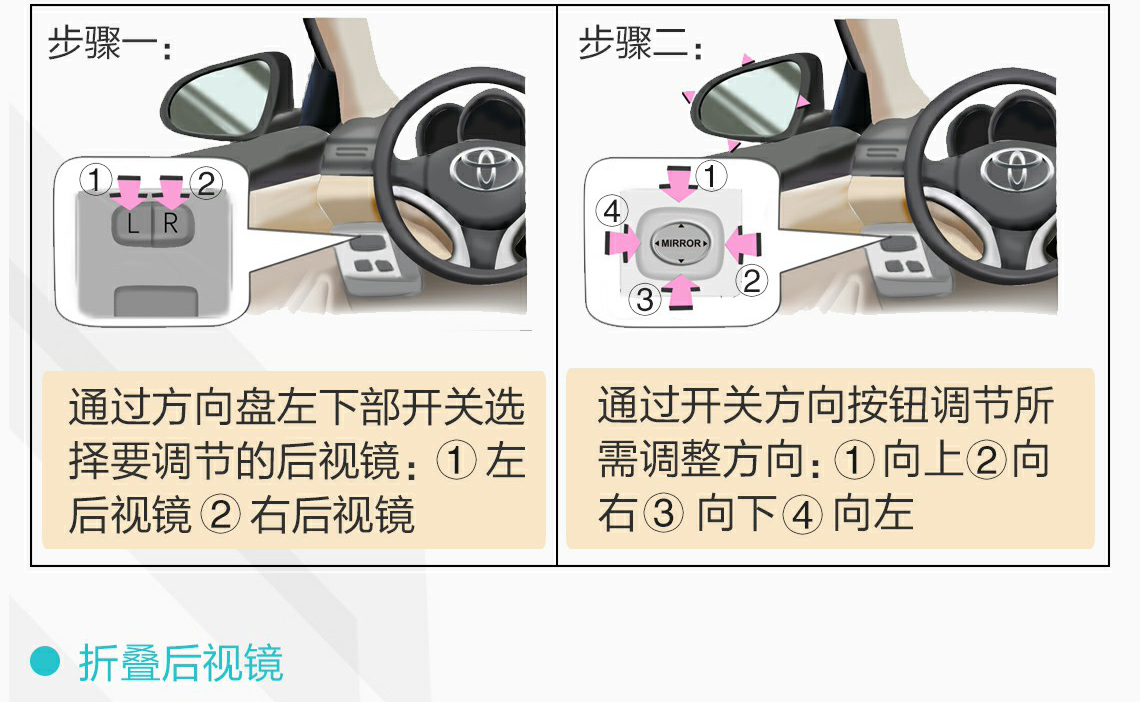 步骤一：
① ②
L R
通过方向盘左下部开关选
择要调节的后视镜：① 左
后视镜 ② 右后视镜
步骤二：
①
④
MIRROR
②
③
通过开关方向按钮调节所
需调整方向：①向上②向
右③ 向下④ 向左
折叠后视镜